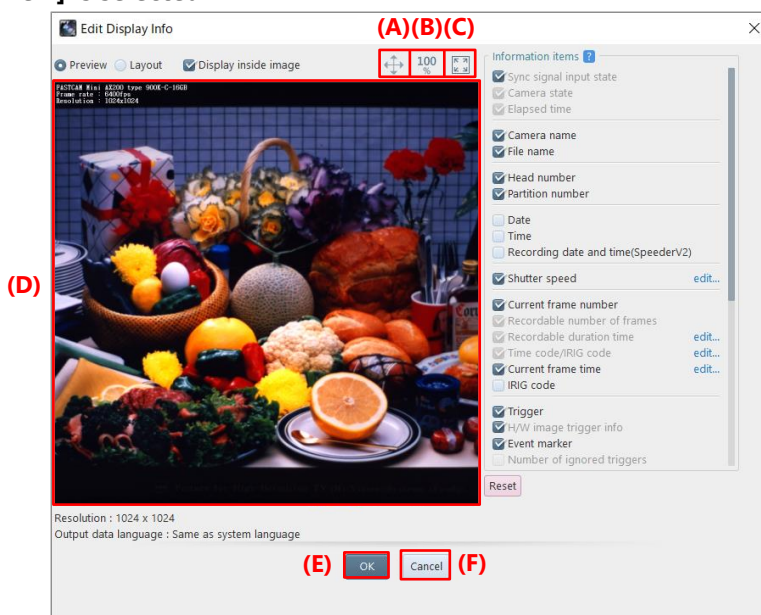 Edit Display Info
(A)(B)(C)
Preview Layout Display inside image
100
%
Information items ?
Sync signal input state
Camera state
Elapsed time
Camera name
File name
Head number
Partition number
Date
Time
Recording date and time(SpeederV2)
Shutter speed edit...
Current frame number
Recordable number of frames
Recordable duration time edit...
Time code/IRIG code edit...
Current frame time edit...
IRIG code
Trigger
H/W image trigger info
Event marker
Number of ignored triggers
Reset
FASTCAM Mini AX200 type 900K-C-16GB
Frame rate : 6400fps
Resolution : 1024x1024
(D)
Resolution : 1024 x 1024
Output data language : Same as system language
(E) OK Cancel (F)